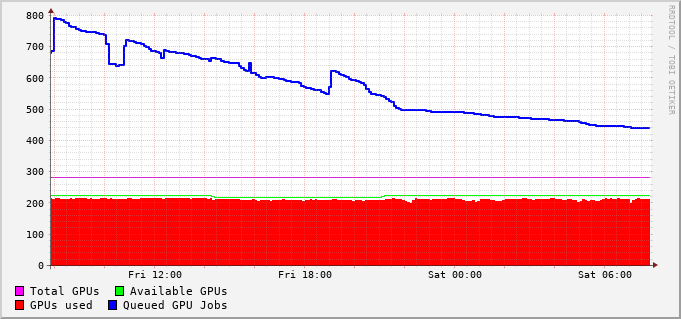 800
700
600
500
400
300
200
100
0
Fri 12:00 Fri 18:00 Sat 00:00 Sat 06:00
Total GPUs Available GPUs
GPUs used Queued GPU Jobs
RRDTOOL / TOBI OETIKER